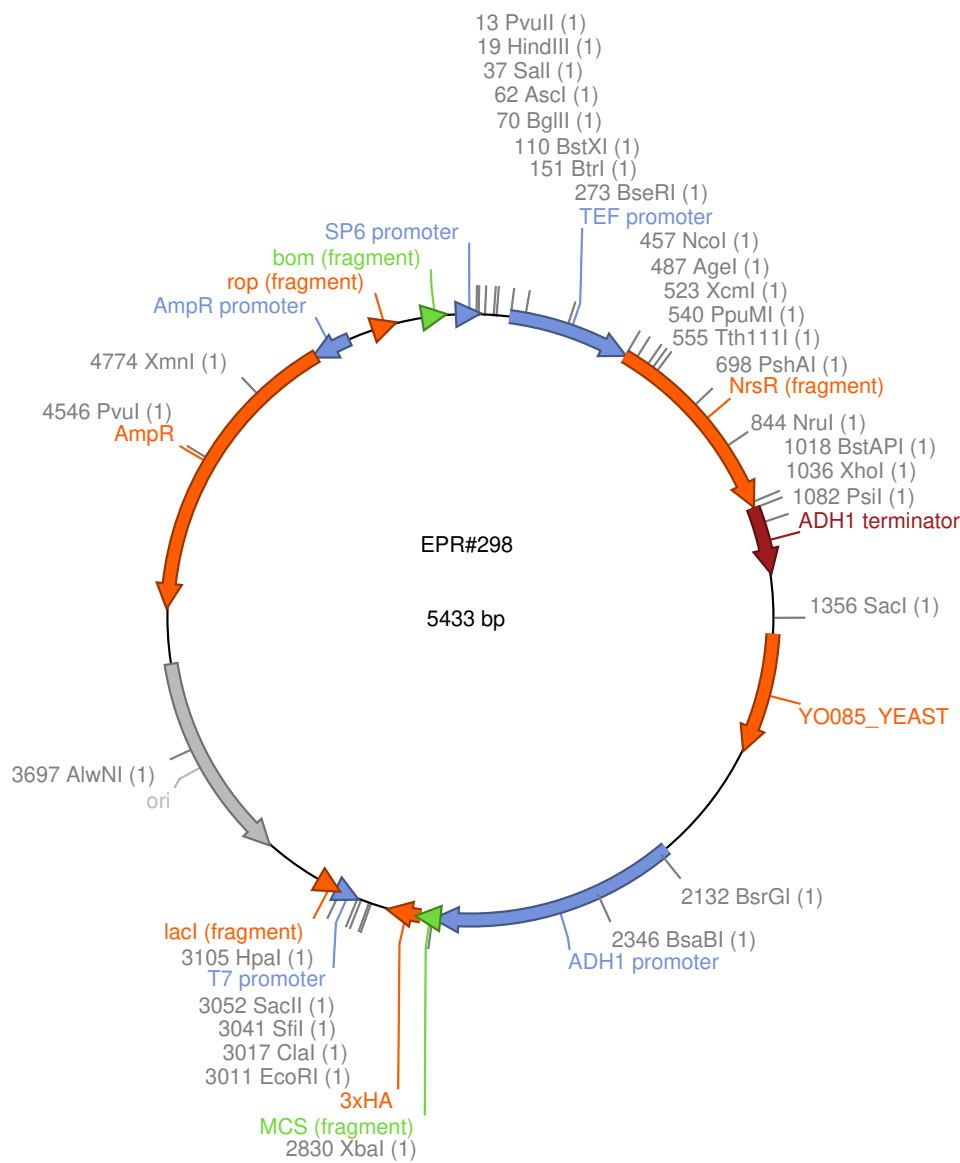 13 PvuII (1)
19 HindIII (1)
37 SalI (1)
62 AscI (1)
70 BglII (1)
110 BstXI (1)
151 BtrI (1)
273 BseRI (1)
TEF promoter
457 NcoI (1)
487 AgeI (1)
523 XcmI (1)
540 PpuMI (1)
555 Tth111I (1)
698 PshAI (1)
NrsR (fragment)
844 NruI (1)
1018 BstAPI (1)
1036 XhoI (1)
1082 PsiI (1)
ADH1 terminator
1356 SacI (1)
YO085_YEAST
2132 BsrGI (1)
2346 BsaBI (1)
ADH1 promoter
2830 XbaI (1)
MCS (fragment)
3xHA
3011 EcoRI (1)
3017 ClaI (1)
3041 SfiI (1)
3052 SacII (1)
T7 promoter
3105 HpaI (1)
lacI (fragment)
ori
3697 AlwNI (1)
AmpR
4546 PvuI (1)
4774 XmnI (1)
AmpR promoter
rop (fragment)
bom (fragment)
SP6 promoter
EPR#298
5433 bp